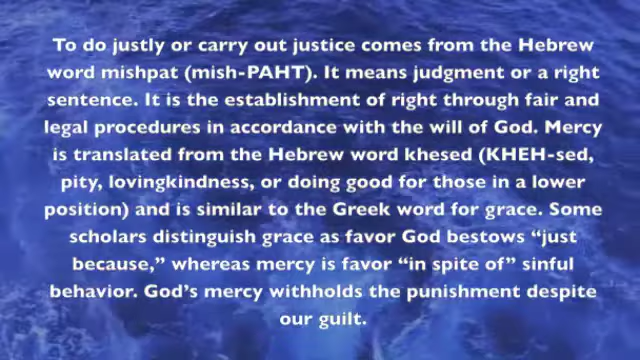 To do justly or carry out justice comes from the Hebrew
word mishpat (mish-PAHT). It means judgment or a right
sentence. It is the establishment of right through fair and
legal procedures in accordance with the will of God. Mercy
is translated from the Hebrew word khesed (KHEH-sed,
pity, lovingkindness, or doing good for those in a lower
position) and is similar to the Greek word for grace. Some
scholars distinguish grace as favor God bestows “just
because,” whereas mercy is favor “in spite of” sinful
behavior. God’s mercy withholds the punishment despite
our guilt.